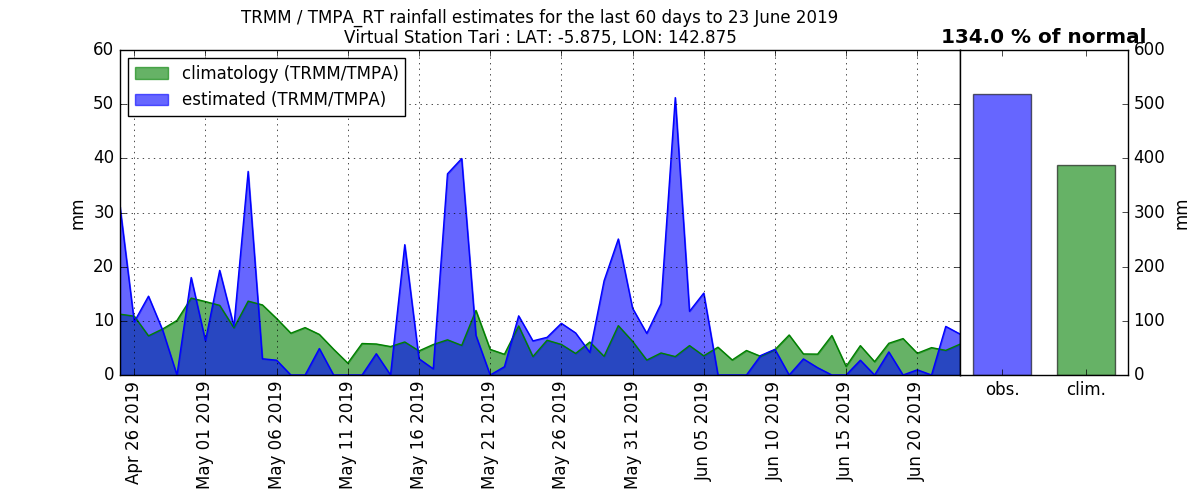 TRMM / TMPA_RT rainfall estimates for the last 60 days to 23 June 2019
Virtual Station Tari : LAT: -5.875, LON: 142.875
134.0 % of normal
climatology (TRMM/TMPA)
estimated (TRMM/TMPA)
60
50
40
30
20
10
0
mm
600
500
400
300
200
100
0
mm
Apr 26 2019
May 01 2019
May 06 2019
May 11 2019
May 16 2019
May 21 2019
May 26 2019
May 31 2019
Jun 05 2019
Jun 10 2019
Jun 15 2019
Jun 20 2019
obs.
clim.